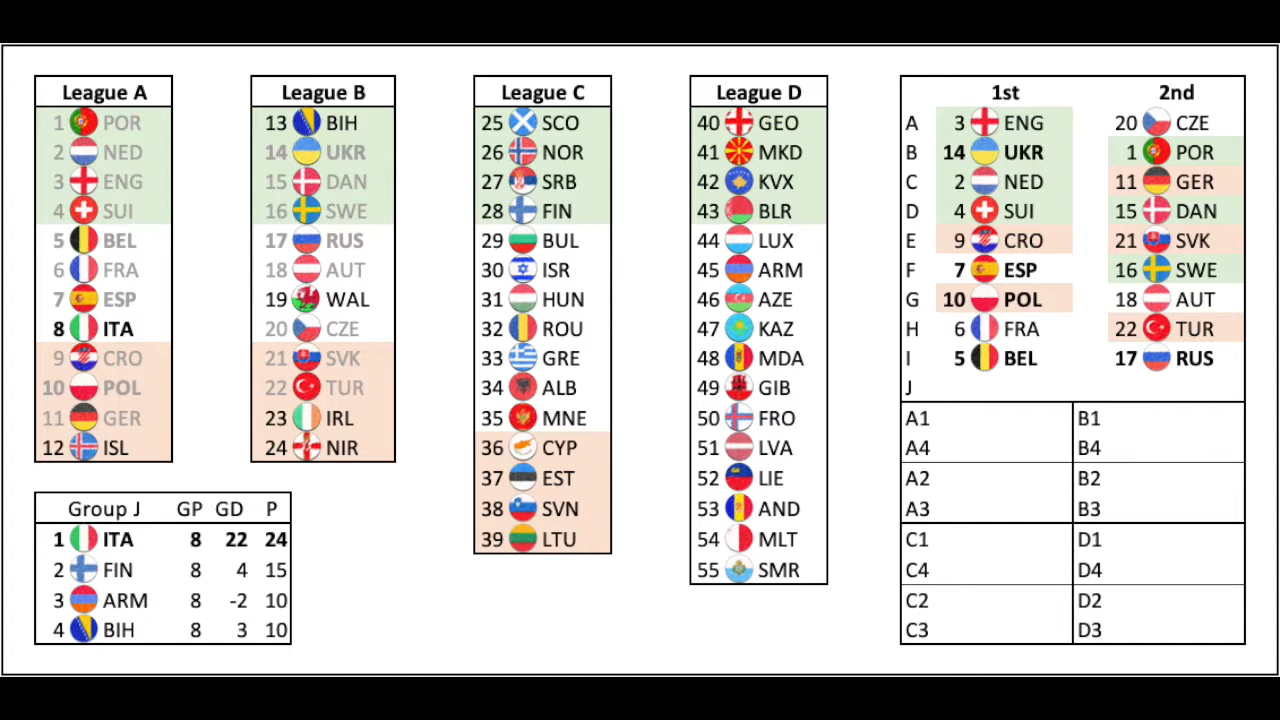 League A
1 POR
2 NED
3 ENG
4 SUI
5 BEL
6 FRA
7 ESP
8 ITA
9 CRO
10 POL
11 GER
12 ISL
League B
13 BIH
14 UKR
15 DAN
16 SWE
17 RUS
18 AUT
19 WAL
20 CZE
21 SVK
22 TUR
23 IRL
24 NIR
League C
25 SCO
26 NOR
27 SRB
28 FIN
29 BUL
30 ISR
31 HUN
32 ROU
33 GRE
34 ALB
35 MNE
36 CYP
37 EST
38 SVN
39 LTU
League D
40 GEO
41 MKD
42 KVX
43 BLR
44 LUX
45 ARM
46 AZE
47 KAZ
48 MDA
49 GIB
50 FRO
51 LVA
52 LIE
53 AND
54 MLT
55 SMR
1st 2nd
A 3 ENG 20 CZE
B 14 UKR 1 POR
C 2 NED 11 GER
D 4 SUI 15 DAN
E 9 CRO 21 SVK
F 7 ESP 16 SWE
G 10 POL 18 AUT
H 6 FRA 22 TUR
I 5 BEL 17 RUS
J
A1 B1
A4 B4
A2 B2
A3 B3
C1 D1
C4 D4
C2 D2
C3 D3
Group J GP GD P
1 ITA 8 22 24
2 FIN 8 4 15
3 ARM 8 -2 10
4 BIH 8 3 10